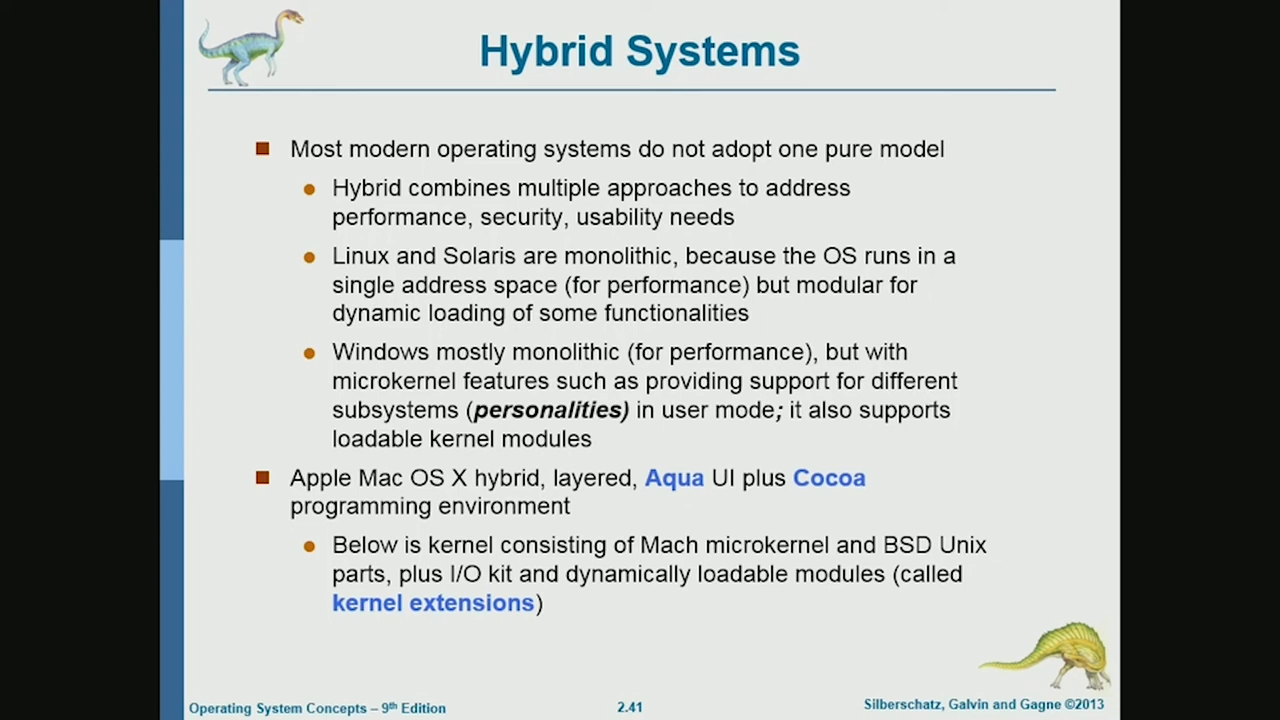 Hybrid Systems
Most modern operating systems do not adopt one pure model
Hybrid combines multiple approaches to address
performance, security, usability needs
Linux and Solaris are monolithic, because the OS runs in a
single address space (for performance) but modular for
dynamic loading of some functionalities
Windows mostly monolithic (for performance), but with
microkernel features such as providing support for different
subsystems (personalities) in user mode; it also supports
loadable kernel modules
Apple Mac OS X hybrid, layered, Aqua UI plus Cocoa
programming environment
Below is kernel consisting of Mach microkernel and BSD Unix
parts, plus I/O kit and dynamically loadable modules (called
kernel extensions)
Operating System Concepts – 9th Edition
2.41
Silberschatz, Galvin and Gagne ©2013